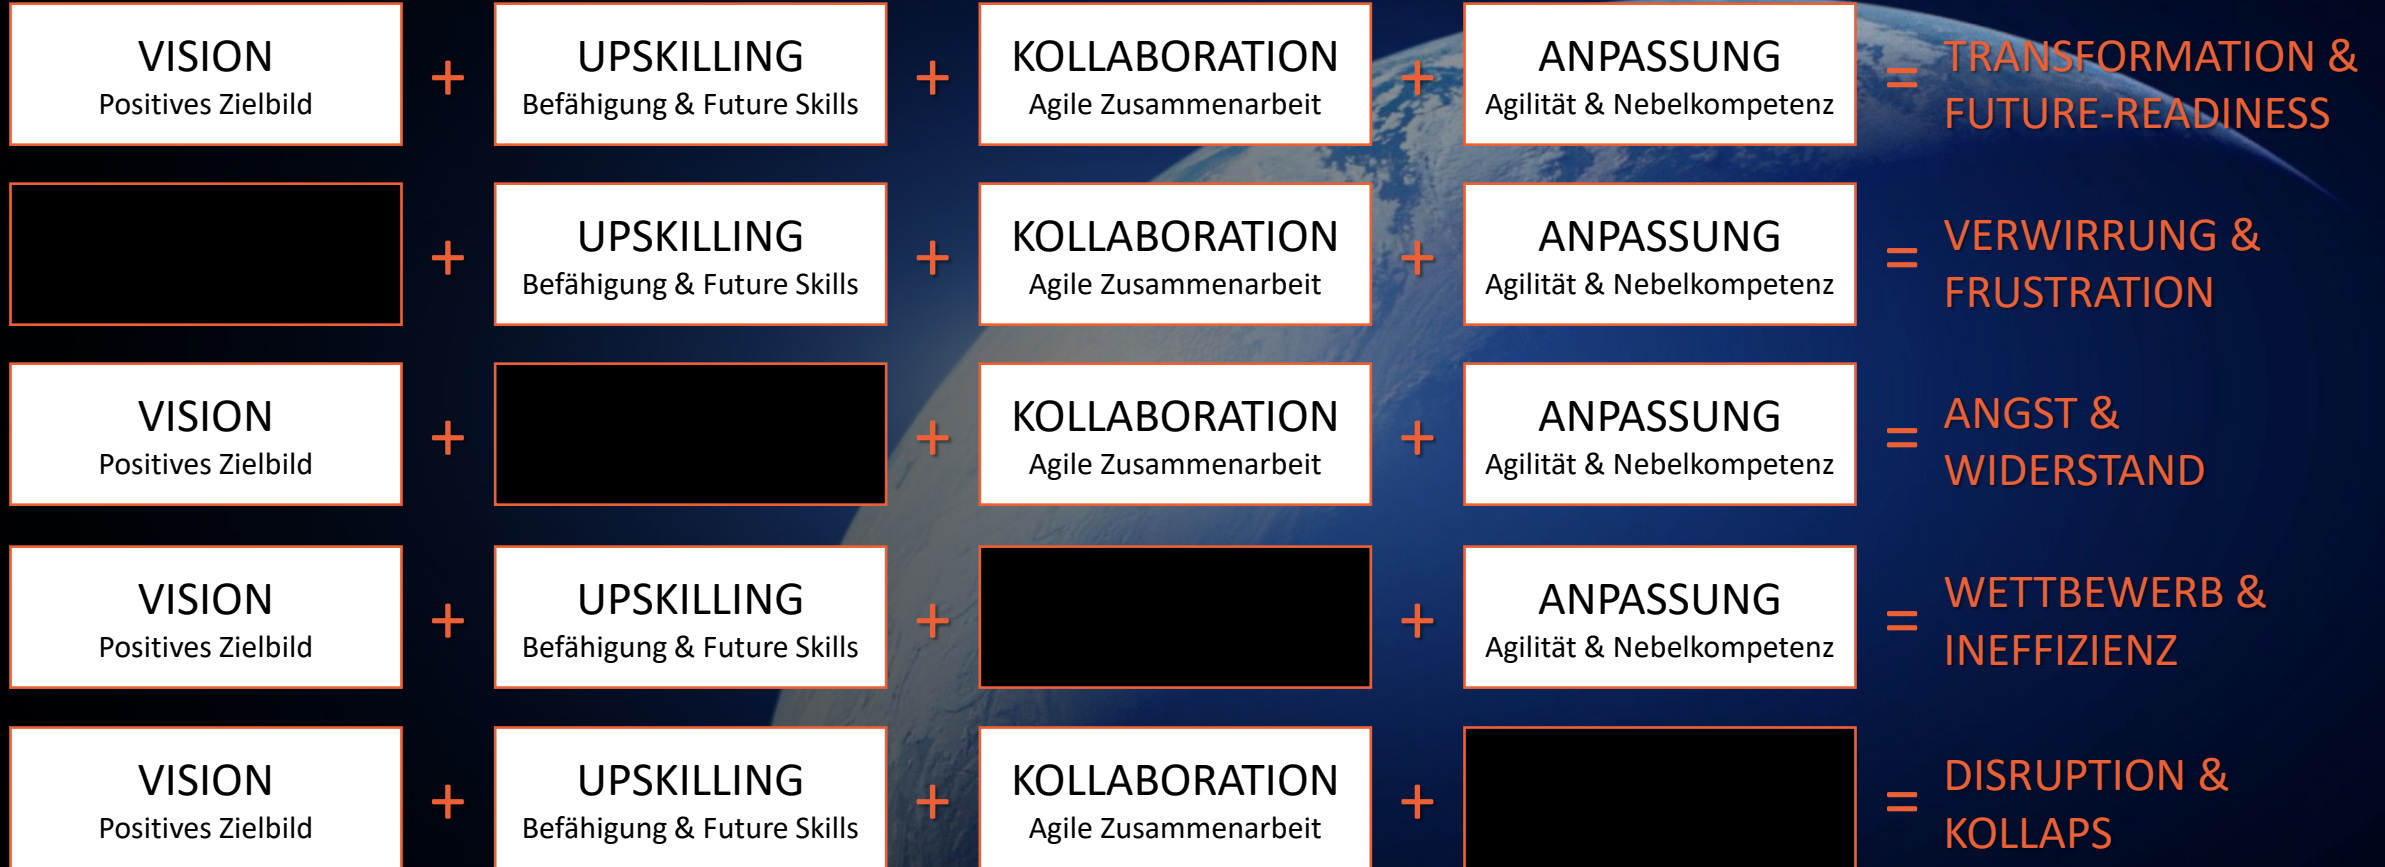 VISION
Positives Zielbild
+
UPSKILLING
Befähigung & Future Skills
+
KOLLABORATION
Agile Zusammenarbeit
+
ANPASSUNG
Agilität & Nebelkompetenz
=
TRANSFORMATION &
FUTURE-READINESS
+
UPSKILLING
Befähigung & Future Skills
+
KOLLABORATION
Agile Zusammenarbeit
+
ANPASSUNG
Agilität & Nebelkompetenz
=
VERWIRRUNG &
FRUSTRATION
VISION
Positives Zielbild
+
+
KOLLABORATION
Agile Zusammenarbeit
+
ANPASSUNG
Agilität & Nebelkompetenz
=
ANGST &
WIDERSTAND
VISION
Positives Zielbild
+
UPSKILLING
Befähigung & Future Skills
+
+
ANPASSUNG
Agilität & Nebelkompetenz
=
WETTBEWERB &
INEFFIZIENZ
VISION
Positives Zielbild
+
UPSKILLING
Befähigung & Future Skills
+
KOLLABORATION
Agile Zusammenarbeit
+
=
DISRUPTION &
KOLLAPS